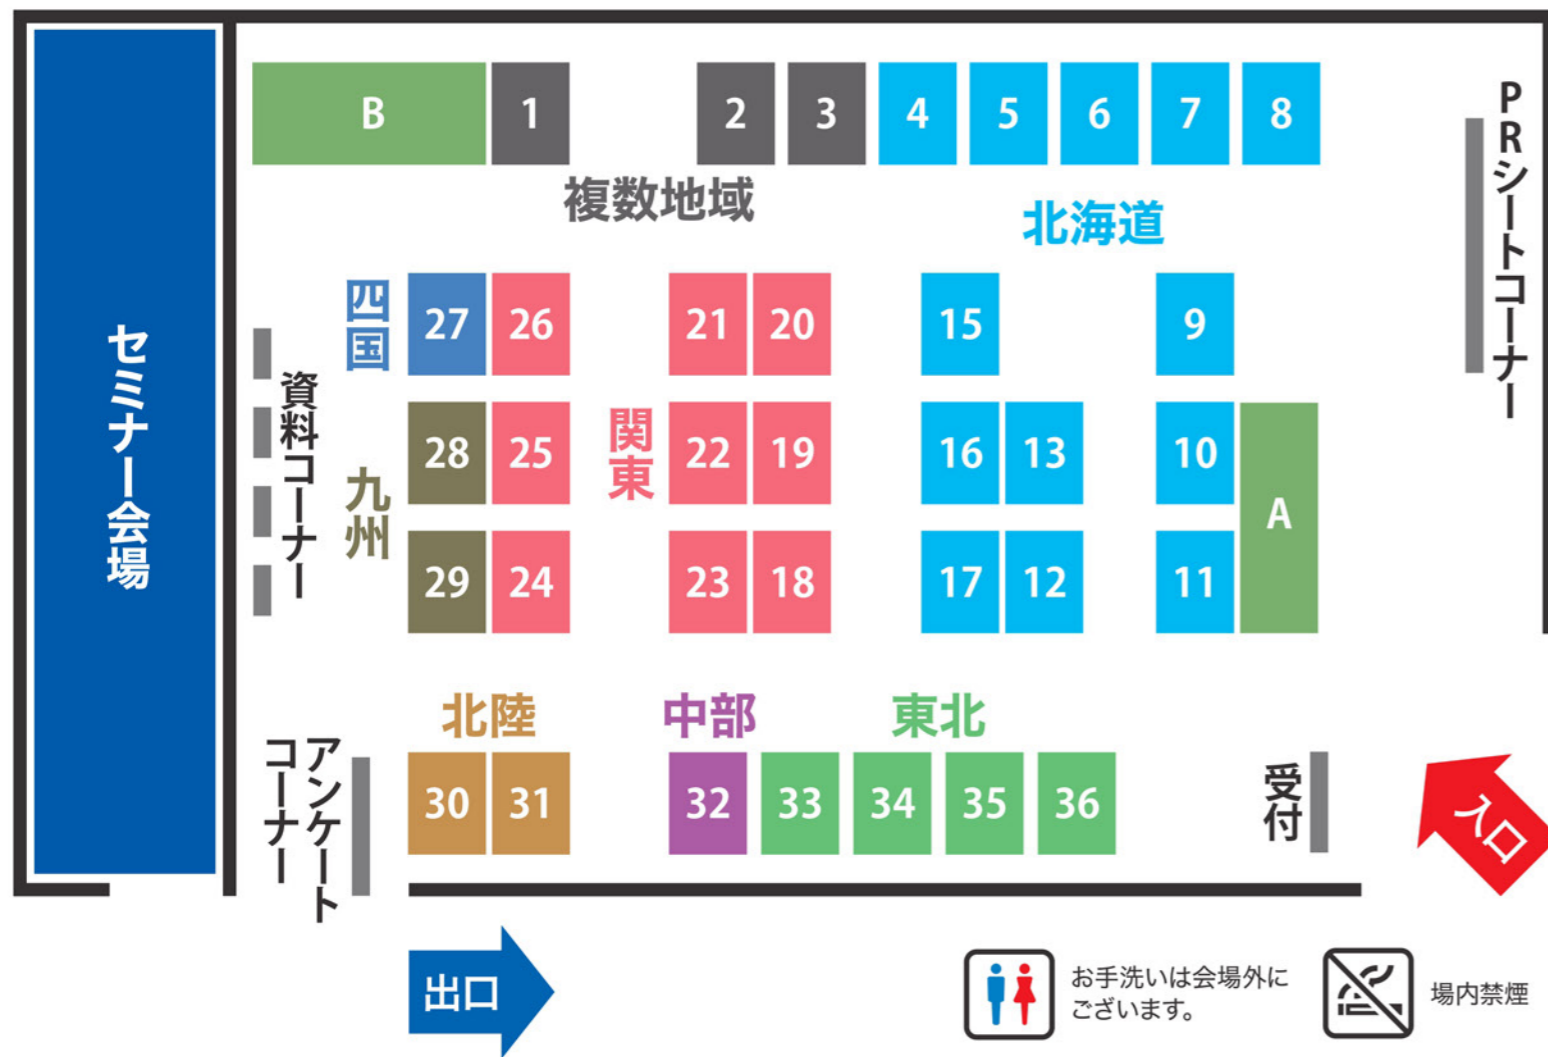 B 1 2 3 4 5 6 7 8
複数地域
北海道
PRシートコーナー
セミナー会場
資料コーナー
四国
27 26 21 20 15 9
九州
関東
28 25 22 19 16 13 10
A
29 24 23 18 17 12 11
北陸
中部
東北
アンケート
コーナー
30 31 32 33 34 35 36
受付
入口
出口
お手洗いは会場外に
ございます。
場内禁煙